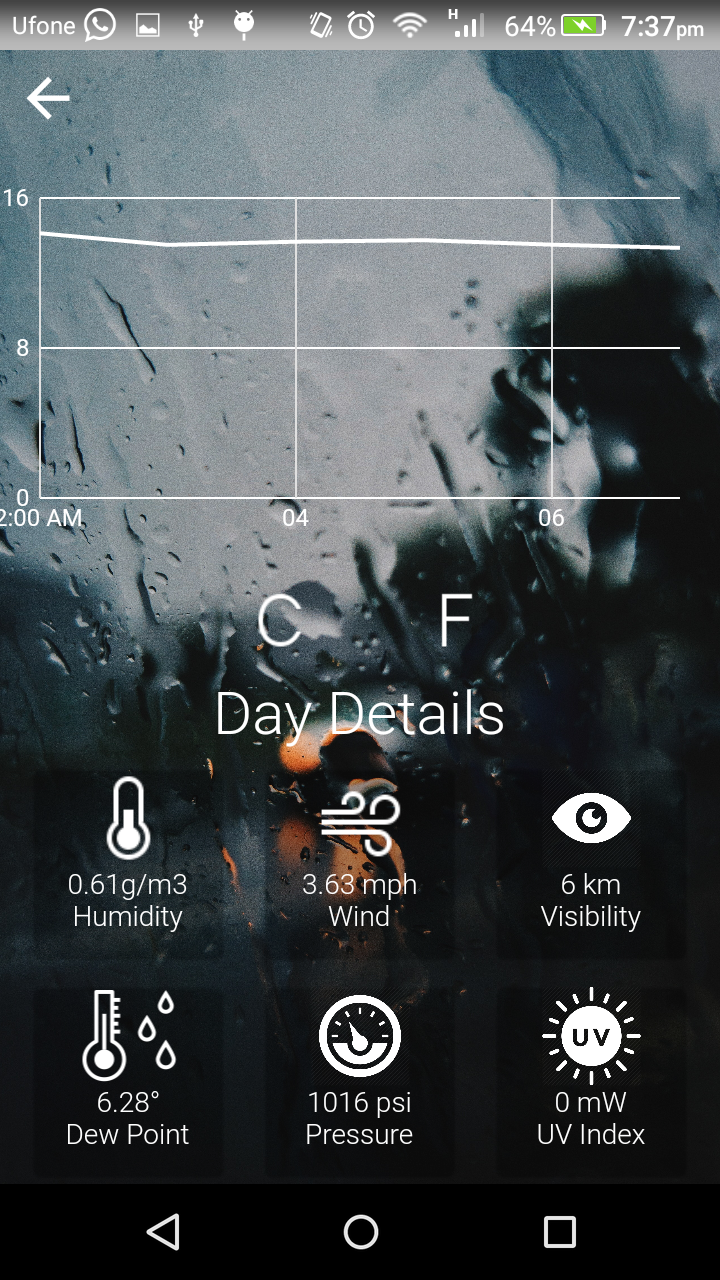 Ufone H 64% 7:37pm
16
8
0
2:00 AM 04 06
C F
Day Details
0.61g/m3 3.63 mph 6 km
Humidity Wind Visibility
UV
6.28° 1016 psi 0 mW
Dew Point Pressure UV Index